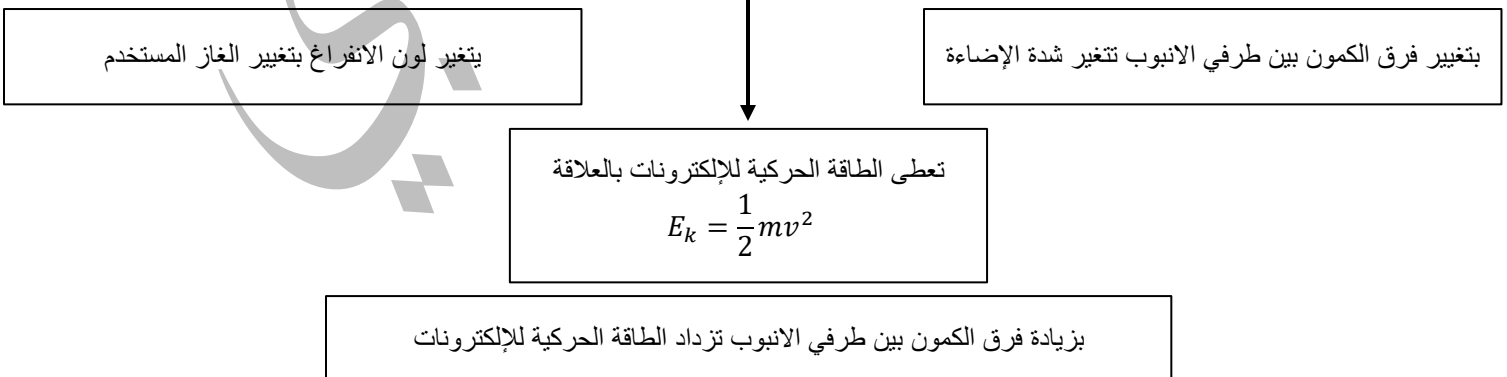 بتغيير فرق الكمون بين طرفي الانبوب تتغير شدة الإضاءة
يتغير لون الانفراغ بتغيير الغاز المستخدم
تعطى الطاقة الحركية للإلكترونات بالعلاقة
$E_k = \frac{1}{2}mv^2$
بزيادة فرق الكمون بين طرفي الانبوب تزداد الطاقة الحركية للإلكترونات